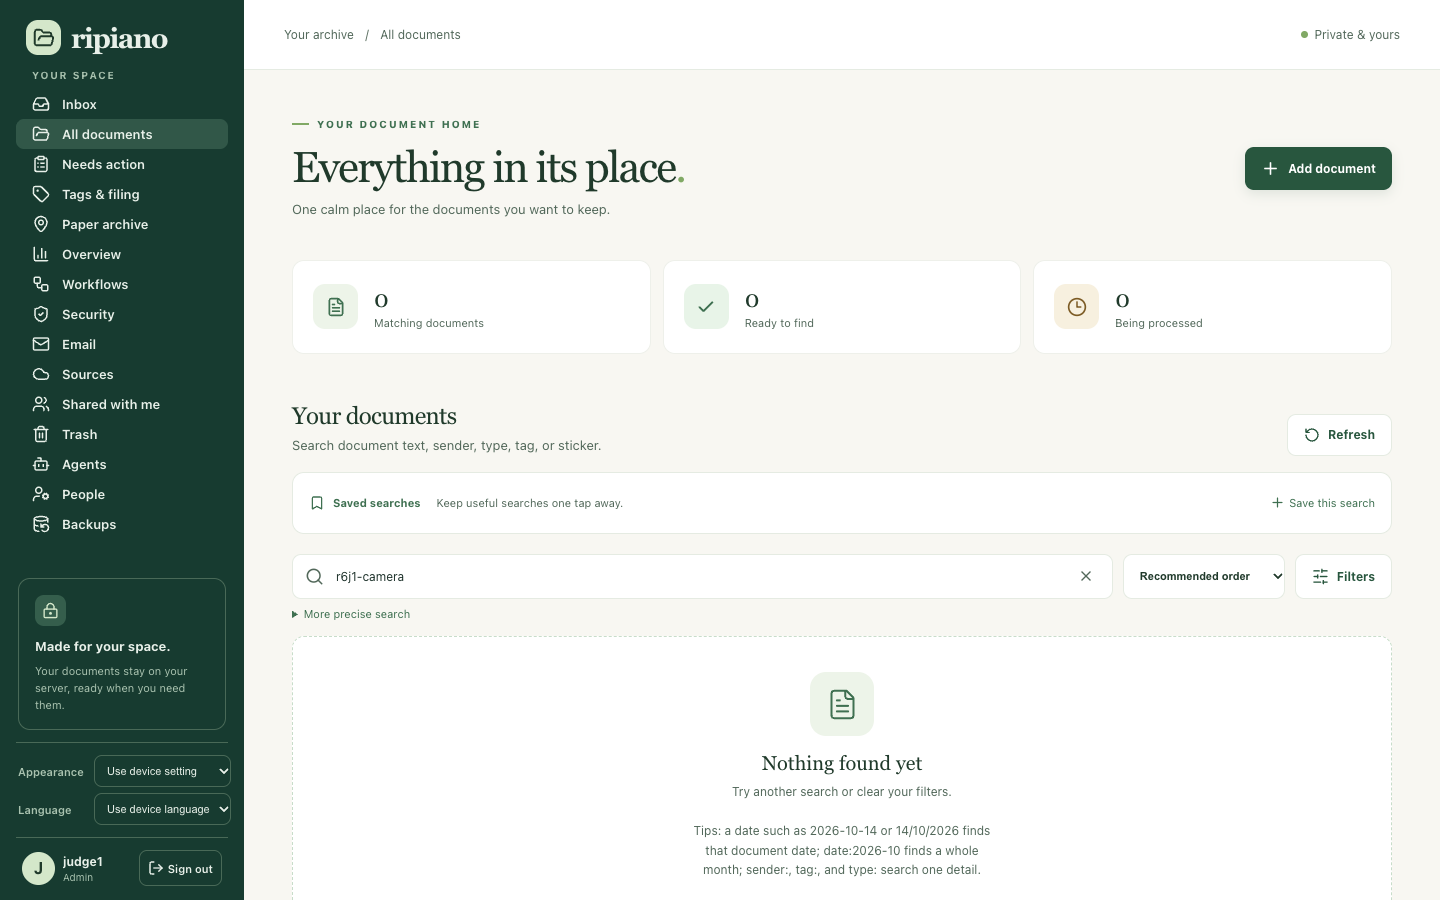 ripiano
YOUR SPACE
Inbox
All documents
Needs action
Tags & filing
Paper archive
Overview
Workflows
Security
Email
Sources
Shared with me
Trash
Agents
People
Backups
Made for your space.
Your documents stay on your
server, ready when you need
them.
Appearance Use device setting
Language Use device language
J judge1
Admin
Sign out
Your archive / All documents
Private & yours
YOUR DOCUMENT HOME
Everything in its place.
One calm place for the documents you want to keep.
Add document
0
Matching documents
0
Ready to find
0
Being processed
Your documents
Search document text, sender, type, tag, or sticker.
Refresh
Saved searches Keep useful searches one tap away.
Save this search
r6j1-camera
Recommended order
Filters
More precise search
Nothing found yet
Try another search or clear your filters.
Tips: a date such as 2026-10-14 or 14/10/2026 finds
that document date; date:2026-10 finds a whole
month; sender:, tag:, and type: search one detail.